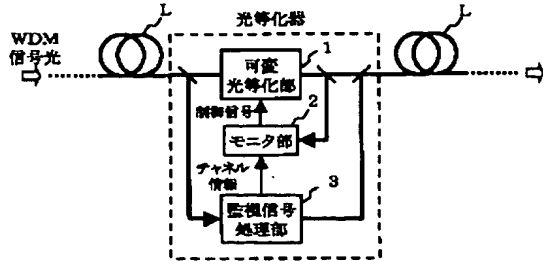 光等化器
L
L
WDM
信号光
1
可変
光等化部
制御信号
2
モニタ部
チャネル
情報
3
監視信号
処理部